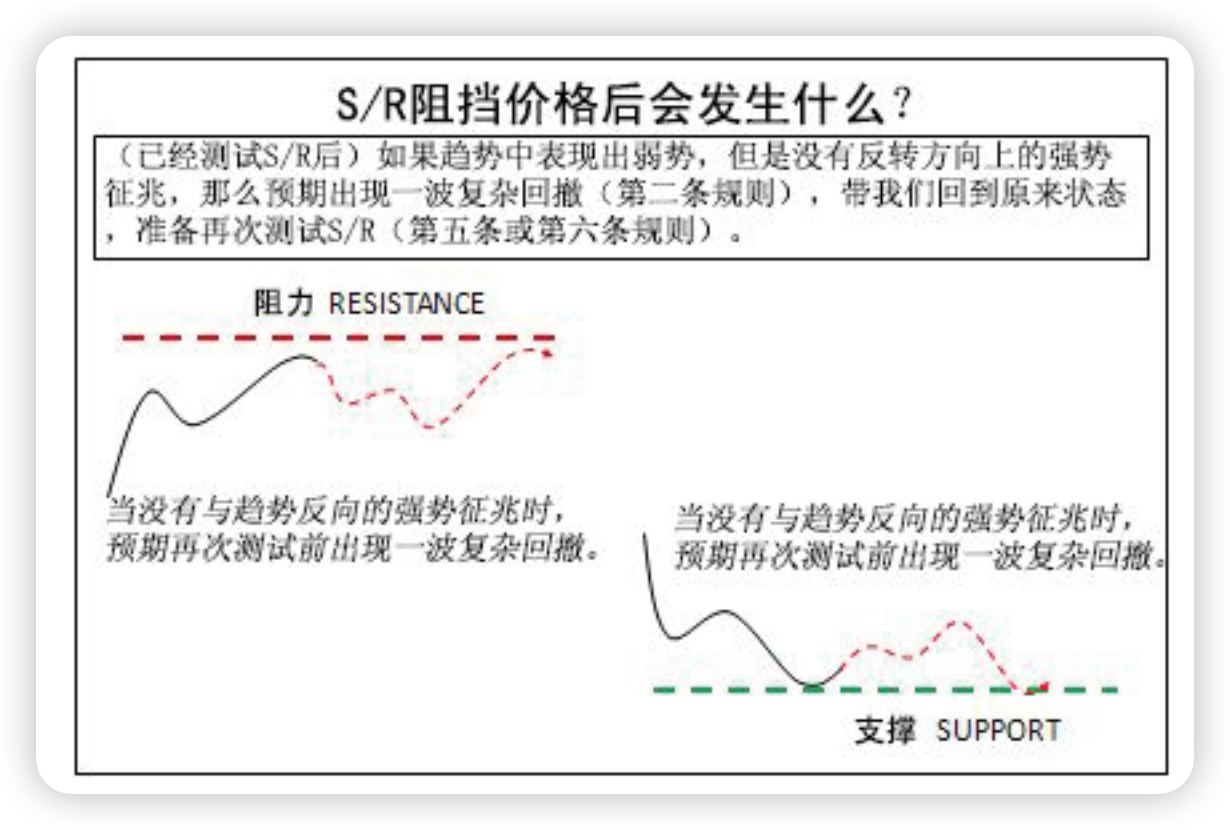 S/R阻挡价格后会发生什么？
（已经测试S/R后）如果趋势中表现出弱势，但是没有反转方向上的强势
征兆，那么预期出现一波复杂回撤（第二条规则），带我们回到原来状态
，准备再次测试S/R（第五条或第六条规则）。
阻力 RESISTANCE
当没有与趋势反向的强势征兆时，
预期再次测试前出现一波复杂回撤。
当没有与趋势反向的强势征兆时，
预期再次测试前出现一波复杂回撤。
支撑 SUPPORT